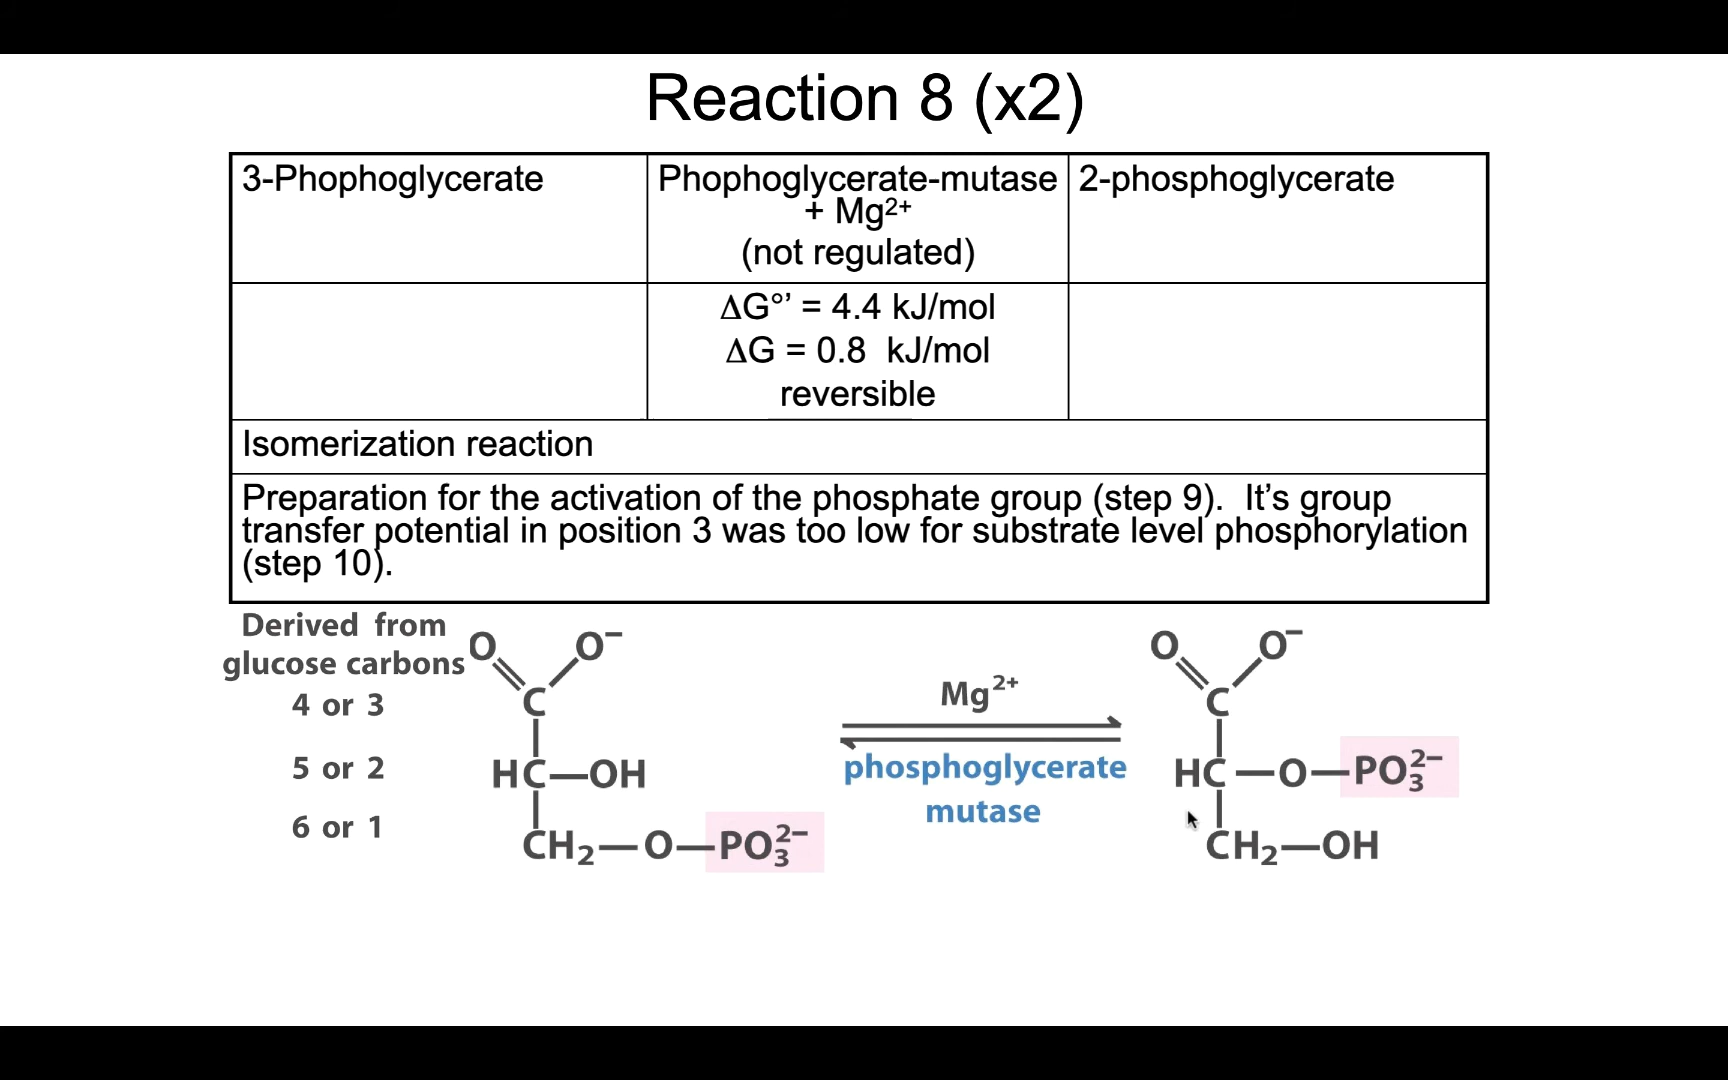 Reaction 8 (x2)
3-Phophoglycerate
Phophoglycerate-mutase
+ Mg²⁺
(not regulated)
2-phosphoglycerate
ΔG°’ = 4.4 kJ/mol
ΔG = 0.8 kJ/mol
reversible
Isomerization reaction
Preparation for the activation of the phosphate group (step 9). It’s group
transfer potential in position 3 was too low for substrate level phosphorylation
(step 10).
Derived from
glucose carbons
4 or 3
5 or 2
6 or 1
O O⁻
C
HC—OH
CH₂—O—PO₃²⁻
Mg²⁺
phosphoglycerate
mutase
O O⁻
C
HC—O—PO₃²⁻
CH₂—OH